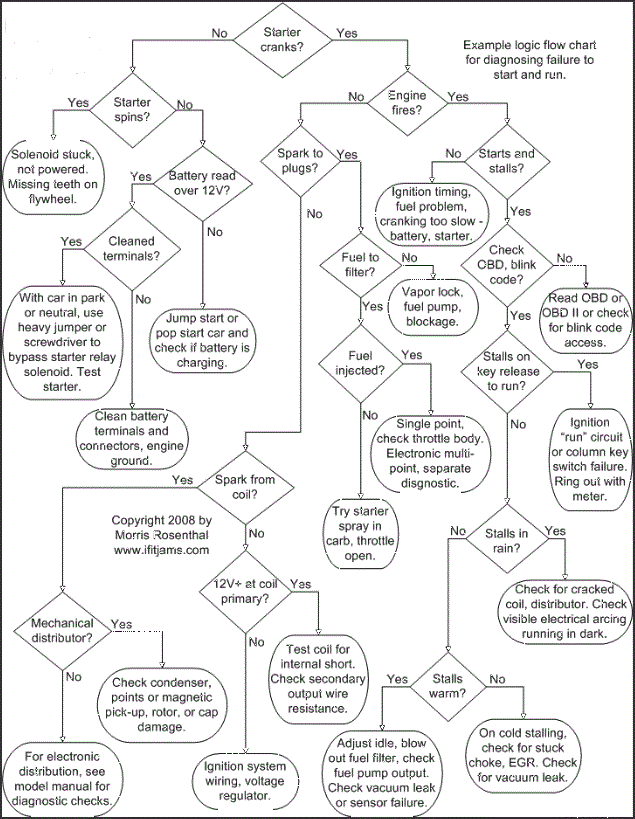 Starter
cranks?
No
Yes
Example logic flow chart
for diagnosing failure to
start and run.
Starter
spins?
Yes
No
Engine
fires?
No
Yes
Solenoid stuck,
not powered.
Missing teeth on
flywheel.
Battery read
over 12V?
Yes
No
Spark to
plugs?
Yes
No
Starts and
stalls?
No
Yes
Ignition timing,
fuel problem,
cranking too slow -
battery, starter.
Cleaned
terminals?
Yes
No
Fuel to
filter?
No
Yes
Check
OBD, blink
code?
No
Yes
With car in park
or neutral, use
heavy jumper or
screwdriver to
bypass starter relay
solenoid. Test
starter.
Jump start or
pop start car and
check if battery is
charging.
Vapor lock,
fuel pump,
blockage.
Read OBD or
OBD II or check
for blink code
access.
Fuel
injected?
Yes
No
Stalls on
key release
to run?
Yes
No
Clean battery
terminals and
connectors, engine
ground.
Single point,
check throttle body.
Electronic multi-
point, separate
diagnostic.
Ignition
"run" circuit
or column key
switch failure.
Ring out with
meter.
Spark from
coil?
Yes
No
Try starter
spray in
carb, throttle
open.
Copyright 2008 by
Morris Rosenthal
www.ifitjams.com
Stalls in
rain?
No
Yes
12V+ at coil
primary?
Yes
No
Check for cracked
coil, distributor. Check
visible electrical arcing
running in dark.
Mechanical
distributor?
Yes
No
Test coil for
internal short.
Check secondary
output wire
resistance.
Stalls
warm?
Yes
No
Check condenser,
points or magnetic
pick-up, rotor, or cap
damage.
For electronic
distribution, see
model manual for
diagnostic checks.
Ignition system
wiring, voltage
regulator.
Adjust idle, blow
out fuel filter, check
fuel pump output.
Check vacuum leak
or sensor failure.
On cold stalling,
check for stuck
choke, EGR. Check
for vacuum leak.